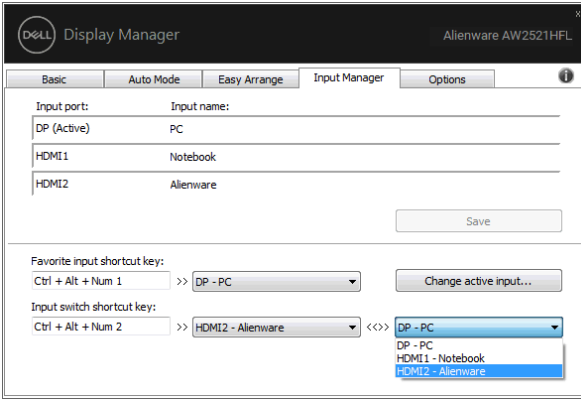 DELL Display Manager Alienware AW2521HFL
x
Basic Auto Mode Easy Arrange Input Manager Options i
Input port: Input name:
DP (Active) PC
HDMI1 Notebook
HDMI2 Alienware
Save
Favorite input shortcut key:
Ctrl + Alt + Num 1 >> DP - PC Change active input...
Input switch shortcut key:
Ctrl + Alt + Num 2 >> HDMI2 - Alienware <<>> DP - PC
DP - PC
HDMI1 - Notebook
HDMI2 - Alienware